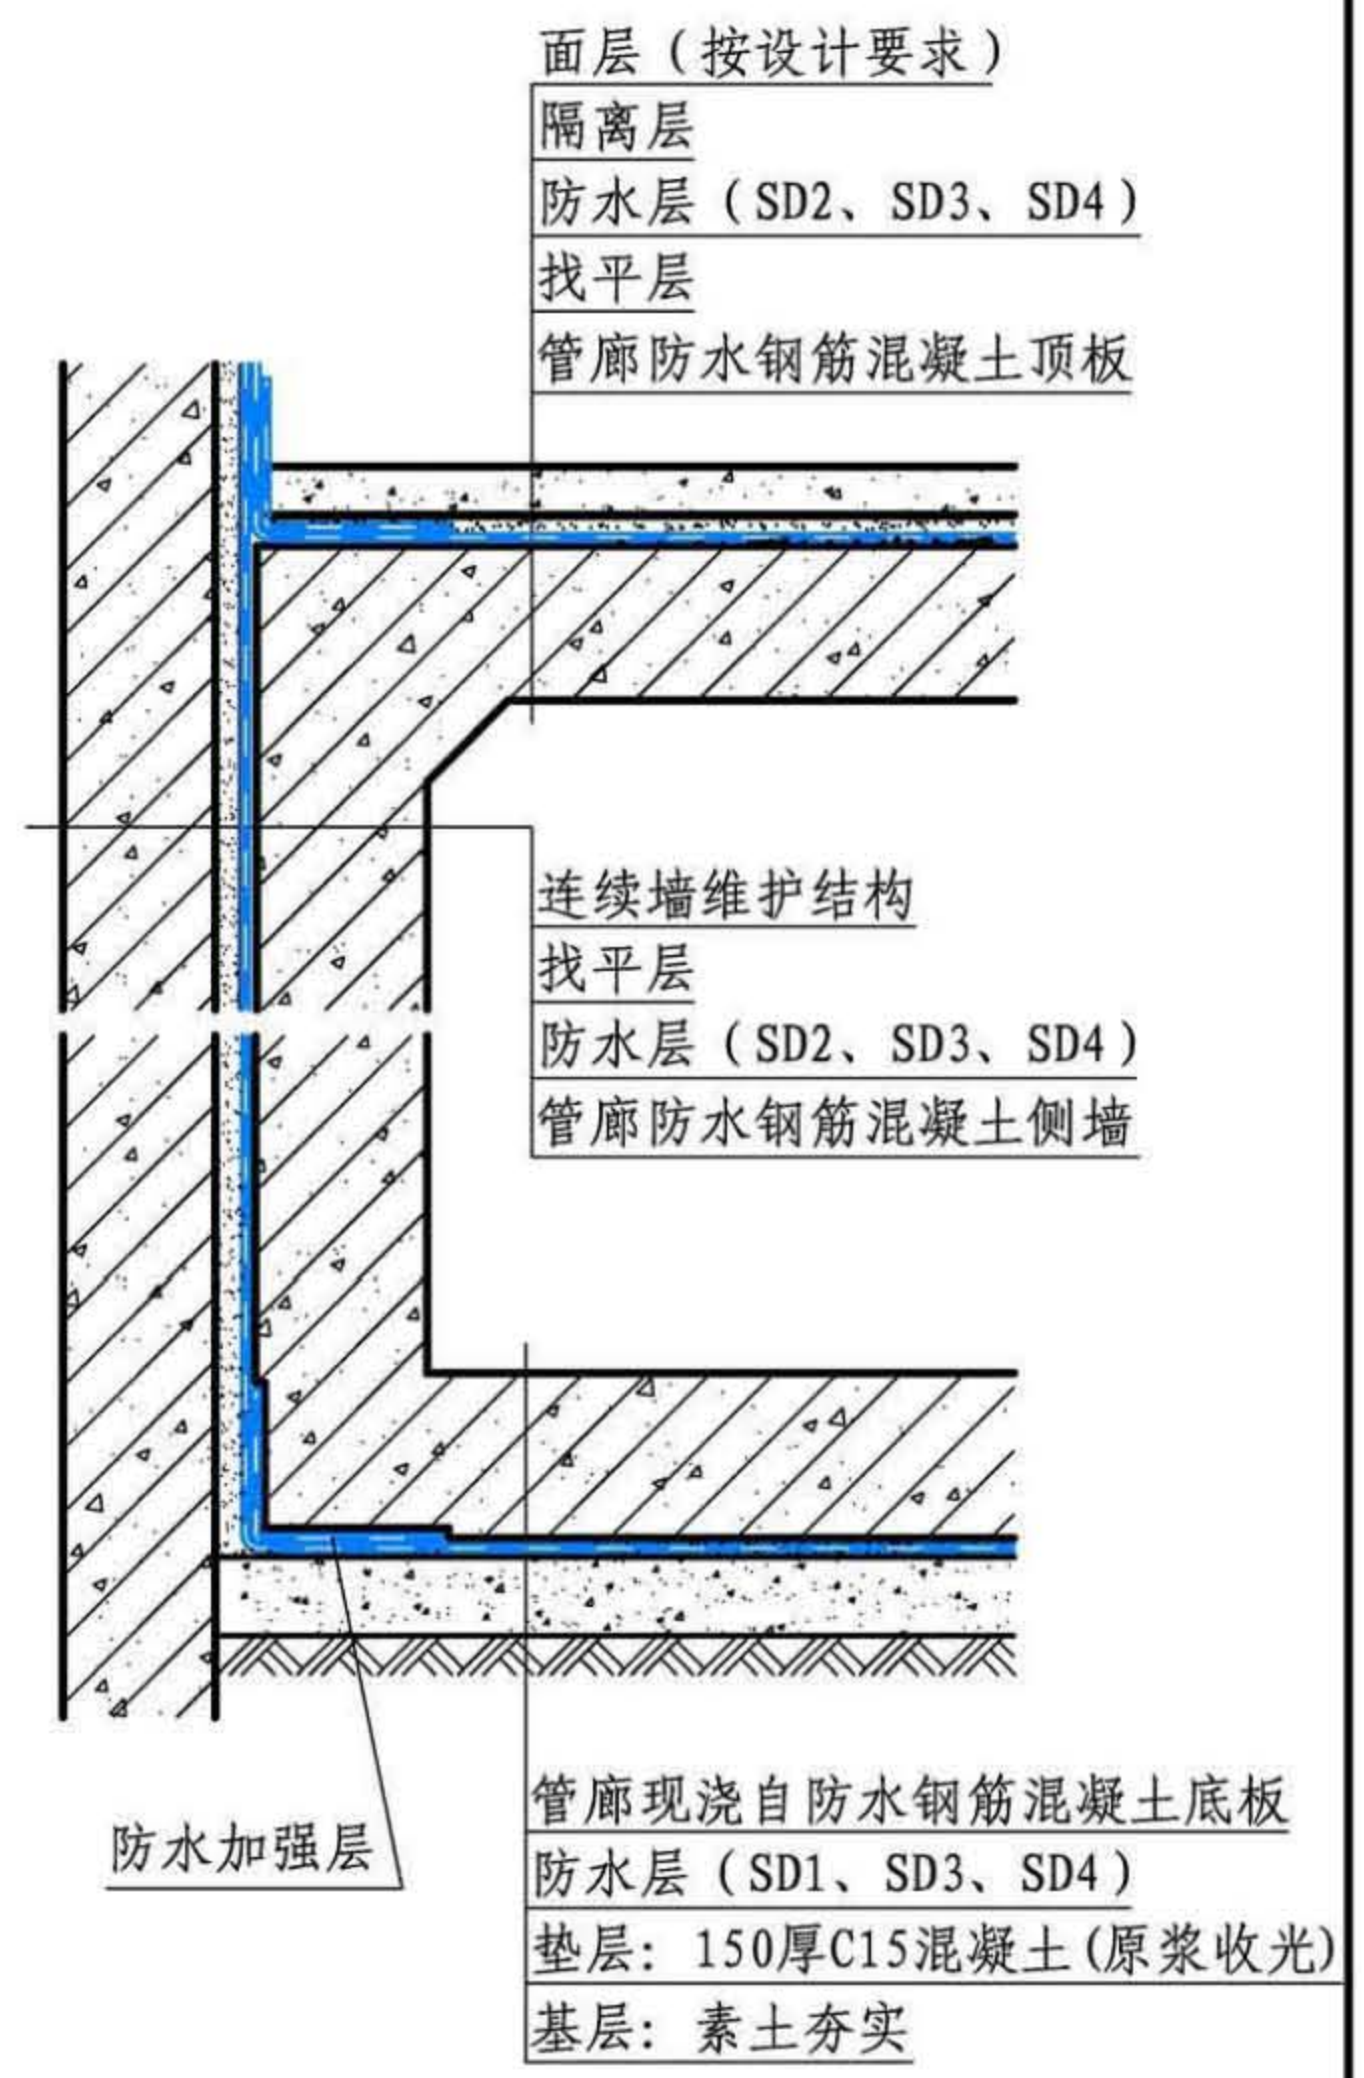 面层（按设计要求）
隔离层
防水层（SD2、SD3、SD4）
找平层
管廊防水钢筋混凝土顶板
连续墙维护结构
找平层
防水层（SD2、SD3、SD4）
管廊防水钢筋混凝土侧墙
防水加强层
管廊现浇自防水钢筋混凝土底板
防水层（SD1、SD3、SD4）
垫层：150厚C15混凝土(原浆收光)
基层：素土夯实